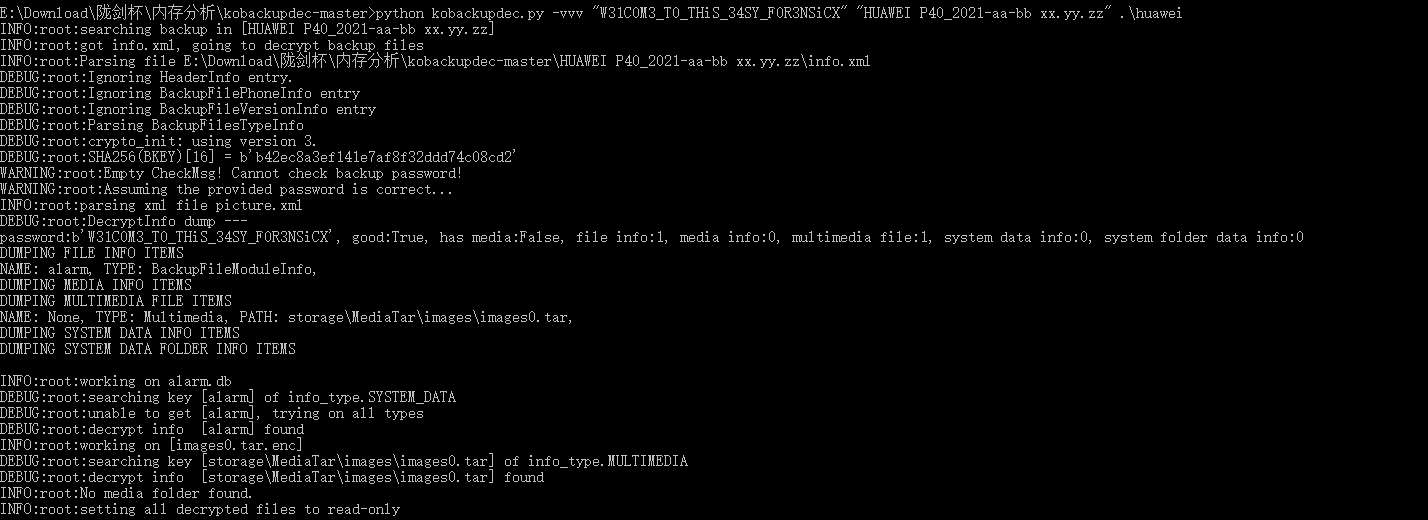 E:\Download\陇剑杯\内存分析\kobackupdec-master>python kobackupdec.py -vvv "W31C0M3_T0_THiS_34SY_F0R3NSiCX" "HUAWEI P40_2021-aa-bb xx.yy.zz" .\huawei
INFO:root:searching backup in [HUAWEI P40_2021-aa-bb xx.yy.zz]
INFO:root:got info.xml, going to decrypt backup files
INFO:root:Parsing file E:\Download\陇剑杯\内存分析\kobackupdec-master\HUAWEI P40_2021-aa-bb xx.yy.zz\info.xml
DEBUG:root:Ignoring HeaderInfo entry.
DEBUG:root:Ignoring BackupFilePhoneInfo entry
DEBUG:root:Ignoring BackupFileVersionInfo entry
DEBUG:root:Parsing BackupFilesTypeInfo
DEBUG:root:crypto_init: using version 3.
DEBUG:root:SHA256(BKEY)[16] = b'b42ec8a3ef141e7af8f32ddd74c08cd2'
WARNING:root:Empty CheckMsg! Cannot check backup password!
WARNING:root:Assuming the provided password is correct...
INFO:root:parsing xml file picture.xml
DEBUG:root:DecryptInfo dump ---
password:b'W31C0M3_T0_THiS_34SY_F0R3NSiCX', good:True, has media:False, file info:1, media info:0, multimedia file:1, system data info:0, system folder data info:0
DUMPING FILE INFO ITEMS
NAME: alarm, TYPE: BackupFileModuleInfo,
DUMPING MEDIA INFO ITEMS
DUMPING MULTIMEDIA FILE ITEMS
NAME: None, TYPE: Multimedia, PATH: storage\MediaTar\images\images0.tar,
DUMPING SYSTEM DATA INFO ITEMS
DUMPING SYSTEM DATA FOLDER INFO ITEMS
INFO:root:working on alarm.db
DEBUG:root:searching key [alarm] of info_type.SYSTEM_DATA
DEBUG:root:unable to get [alarm], trying on all types
DEBUG:root:decrypt info  [alarm] found
INFO:root:working on [images0.tar.enc]
DEBUG:root:searching key [storage\MediaTar\images\images0.tar] of info_type.MULTIMEDIA
DEBUG:root:decrypt info  [storage\MediaTar\images\images0.tar] found
INFO:root:No media folder found.
INFO:root:setting all decrypted files to read-only